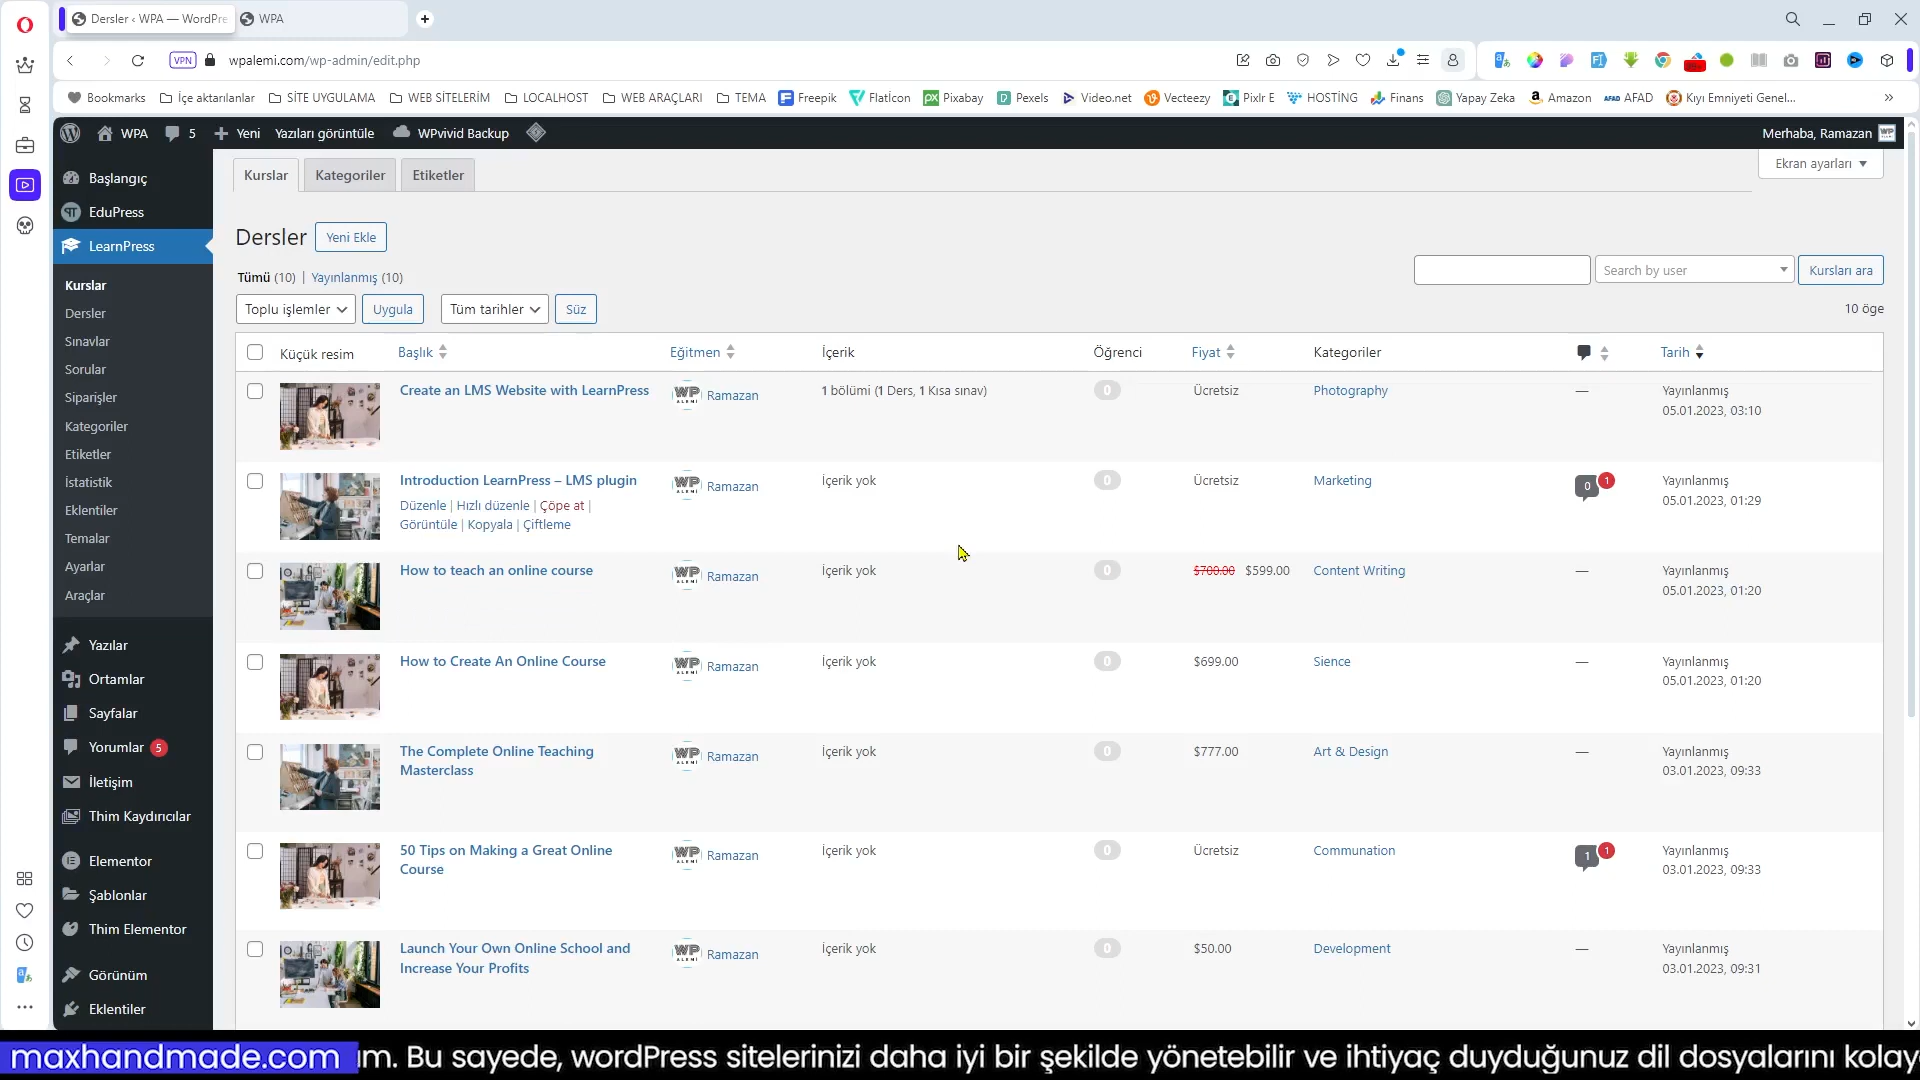 Dersler ‹ WPA — WordPre
WPA
VPN
wpalemi.com/wp-admin/edit.php
Bookmarks
İçe aktarılanlar
SİTE UYGULAMA
WEB SİTELERİM
LOCALHOST
WEB ARAÇLARI
TEMA
Freepik
Flatİcon
Pixabay
Pexels
Video.net
Vecteezy
Pixlr E
HOSTİNG
Finans
Yapay Zeka
Amazon
AFAD
Kıyı Emniyeti Genel...
WPA
5
Yeni
Yazıları görüntüle
WPvivid Backup
Merhaba, Ramazan
Başlangıç
EduPress
LearnPress
Kurslar
Dersler
Sınavlar
Sorular
Siparişler
Kategoriler
Etiketler
İstatistik
Eklentiler
Temalar
Ayarlar
Araçlar
Yazılar
Ortamlar
Sayfalar
Yorumlar 5
İletişim
Thim Kaydırıcılar
Elementor
Şablonlar
Thim Elementor
Görünüm
Eklentiler
Kurslar
Kategoriler
Etiketler
Ekran ayarları
Dersler
Yeni Ekle
Tümü (10) | Yayınlanmış (10)
Search by user
Kursları ara
Toplu işlemler
Uygula
Tüm tarihler
Süz
10 öge
Küçük resim
Başlık
Eğitmen
İçerik
Öğrenci
Fiyat
Kategoriler
Tarih
Create an LMS Website with LearnPress
Ramazan
1 bölümi (1 Ders, 1 Kısa sınav)
0
Ücretsiz
Photography
—
Yayınlanmış
05.01.2023, 03:10
Introduction LearnPress – LMS plugin
Düzenle | Hızlı düzenle | Çöpe at |
Görüntüle | Kopyala | Çiftleme
Ramazan
İçerik yok
0
Ücretsiz
Marketing
0
1
Yayınlanmış
05.01.2023, 01:29
How to teach an online course
Ramazan
İçerik yok
0
$700.00 $599.00
Content Writing
—
Yayınlanmış
05.01.2023, 01:20
How to Create An Online Course
Ramazan
İçerik yok
0
$699.00
Sience
—
Yayınlanmış
05.01.2023, 01:20
The Complete Online Teaching
Masterclass
Ramazan
İçerik yok
0
$777.00
Art & Design
—
Yayınlanmış
03.01.2023, 09:33
50 Tips on Making a Great Online
Course
Ramazan
İçerik yok
0
Ücretsiz
Communation
1
1
Yayınlanmış
03.01.2023, 09:33
Launch Your Own Online School and
Increase Your Profits
Ramazan
İçerik yok
0
$50.00
Development
—
Yayınlanmış
03.01.2023, 09:31
maxhandmade.com
ım. Bu sayede, wordPress sitelerinizi daha iyi bir şekilde yönetebilir ve ihtiyaç duyduğunuz dil dosyalarını kolay